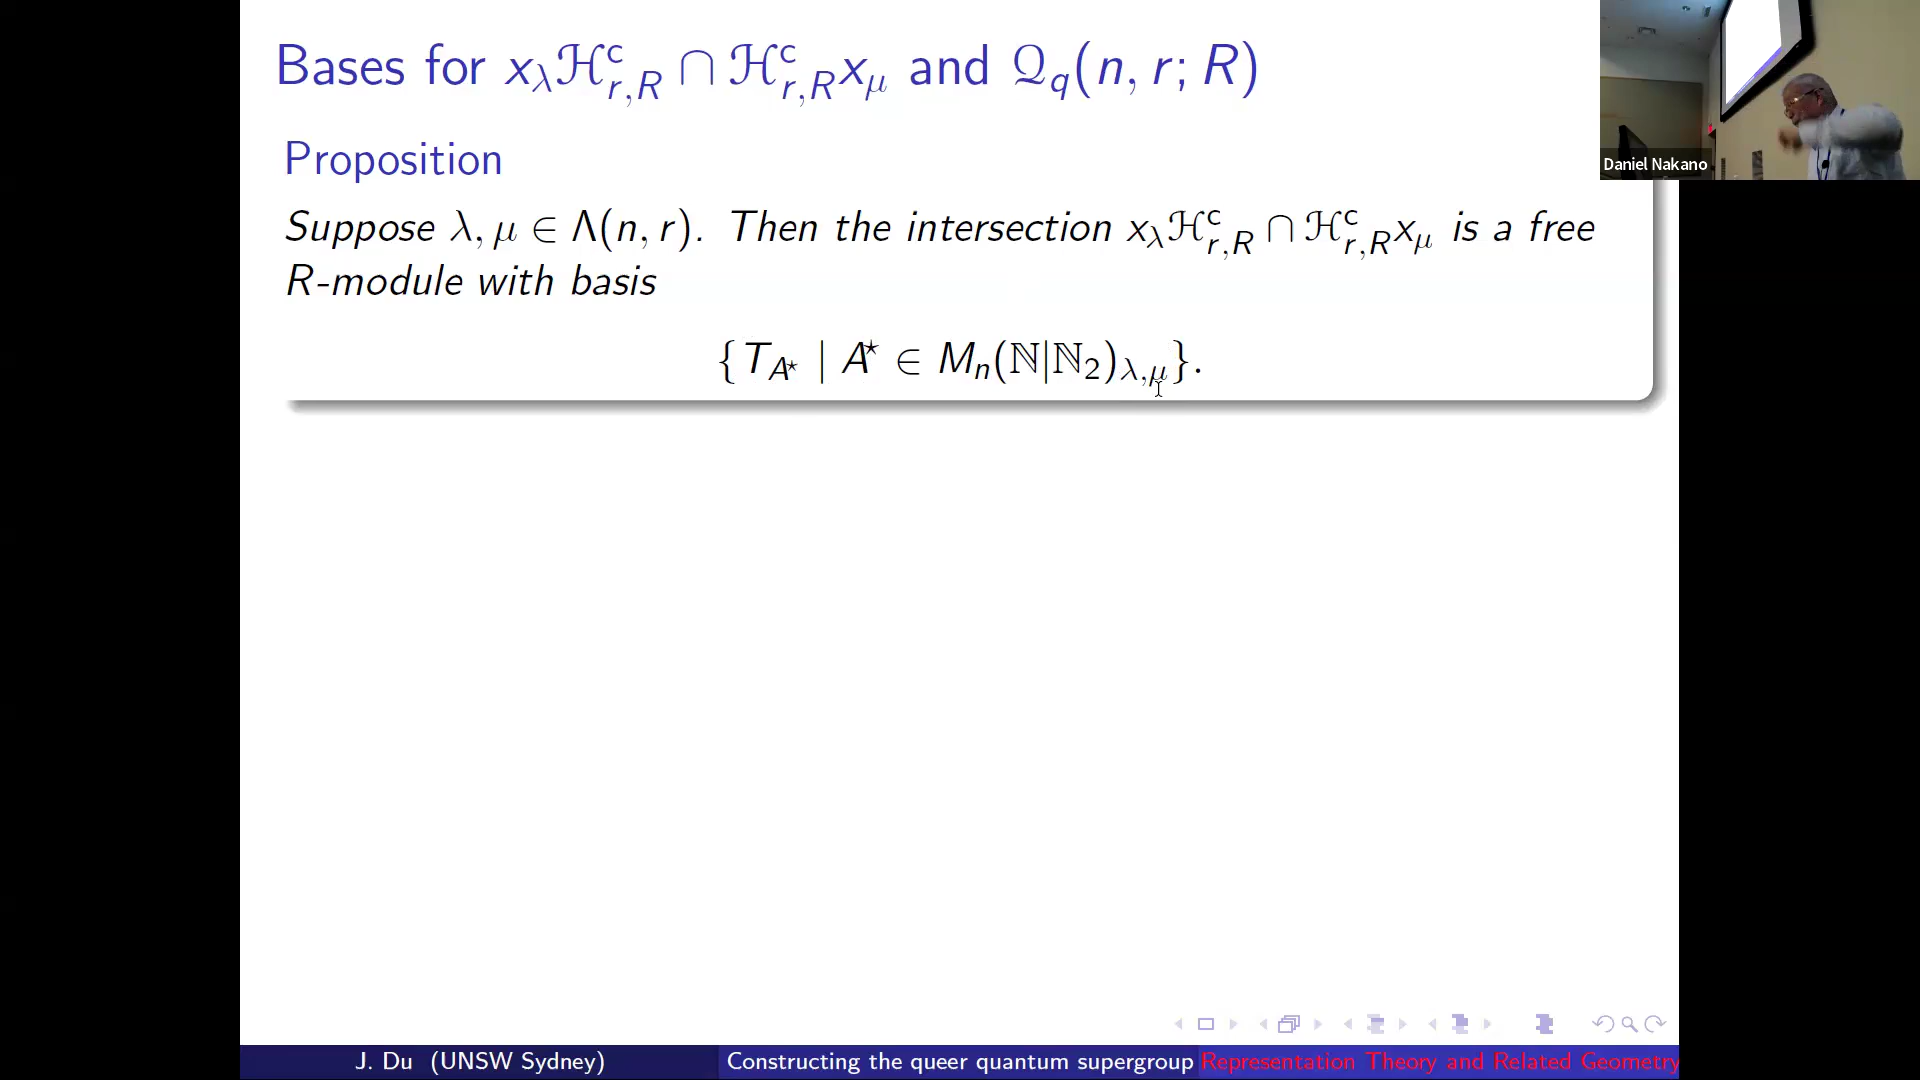 Bases for x_λℋ^c_{r,R} ∩ ℋ^c_{r,R}x_μ and 𝒬_q(n, r; R)
Daniel Nakano
Proposition
Suppose λ, μ ∈ Λ(n, r). Then the intersection x_λℋ^c_{r,R} ∩ ℋ^c_{r,R}x_μ is a free
R-module with basis
{T_{A^⋆} | A^⋆ ∈ M_n(ℕ|ℕ_2)_{λ,μ}}.
J. Du (UNSW Sydney) Constructing the queer quantum supergroup Representation Theory and Related Geometry